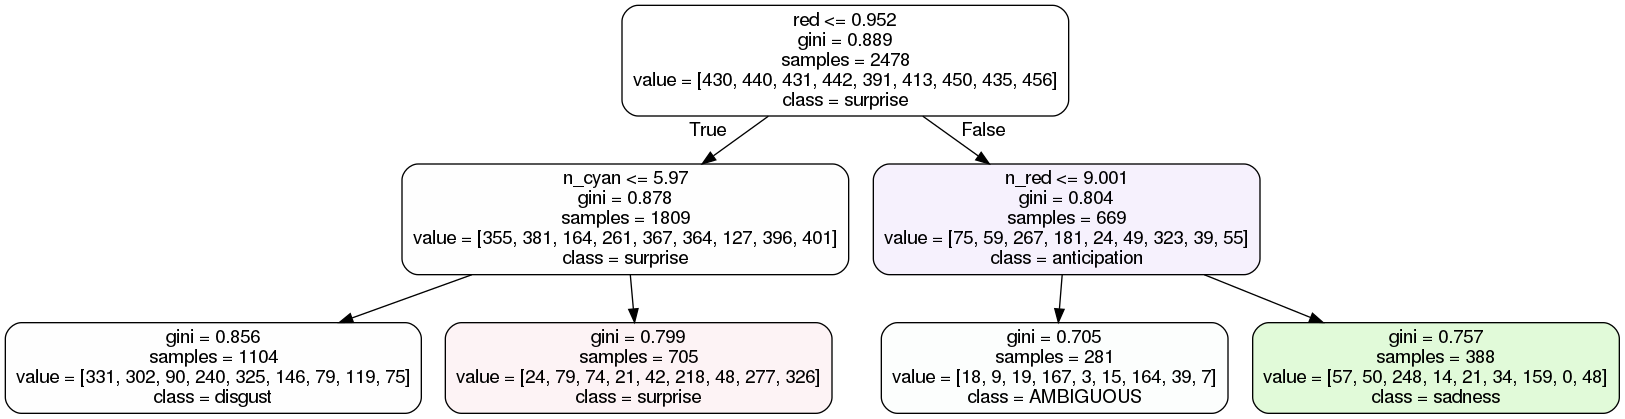 red <= 0.952
gini = 0.889
samples = 2478
value = [430, 440, 431, 442, 391, 413, 450, 435, 456]
class = surprise
True
False
n_cyan <= 5.97
gini = 0.878
samples = 1809
value = [355, 381, 164, 261, 367, 364, 127, 396, 401]
class = surprise
n_red <= 9.001
gini = 0.804
samples = 669
value = [75, 59, 267, 181, 24, 49, 323, 39, 55]
class = anticipation
gini = 0.856
samples = 1104
value = [331, 302, 90, 240, 325, 146, 79, 119, 75]
class = disgust
gini = 0.799
samples = 705
value = [24, 79, 74, 21, 42, 218, 48, 277, 326]
class = surprise
gini = 0.705
samples = 281
value = [18, 9, 19, 167, 3, 15, 164, 39, 7]
class = AMBIGUOUS
gini = 0.757
samples = 388
value = [57, 50, 248, 14, 21, 34, 159, 0, 48]
class = sadness